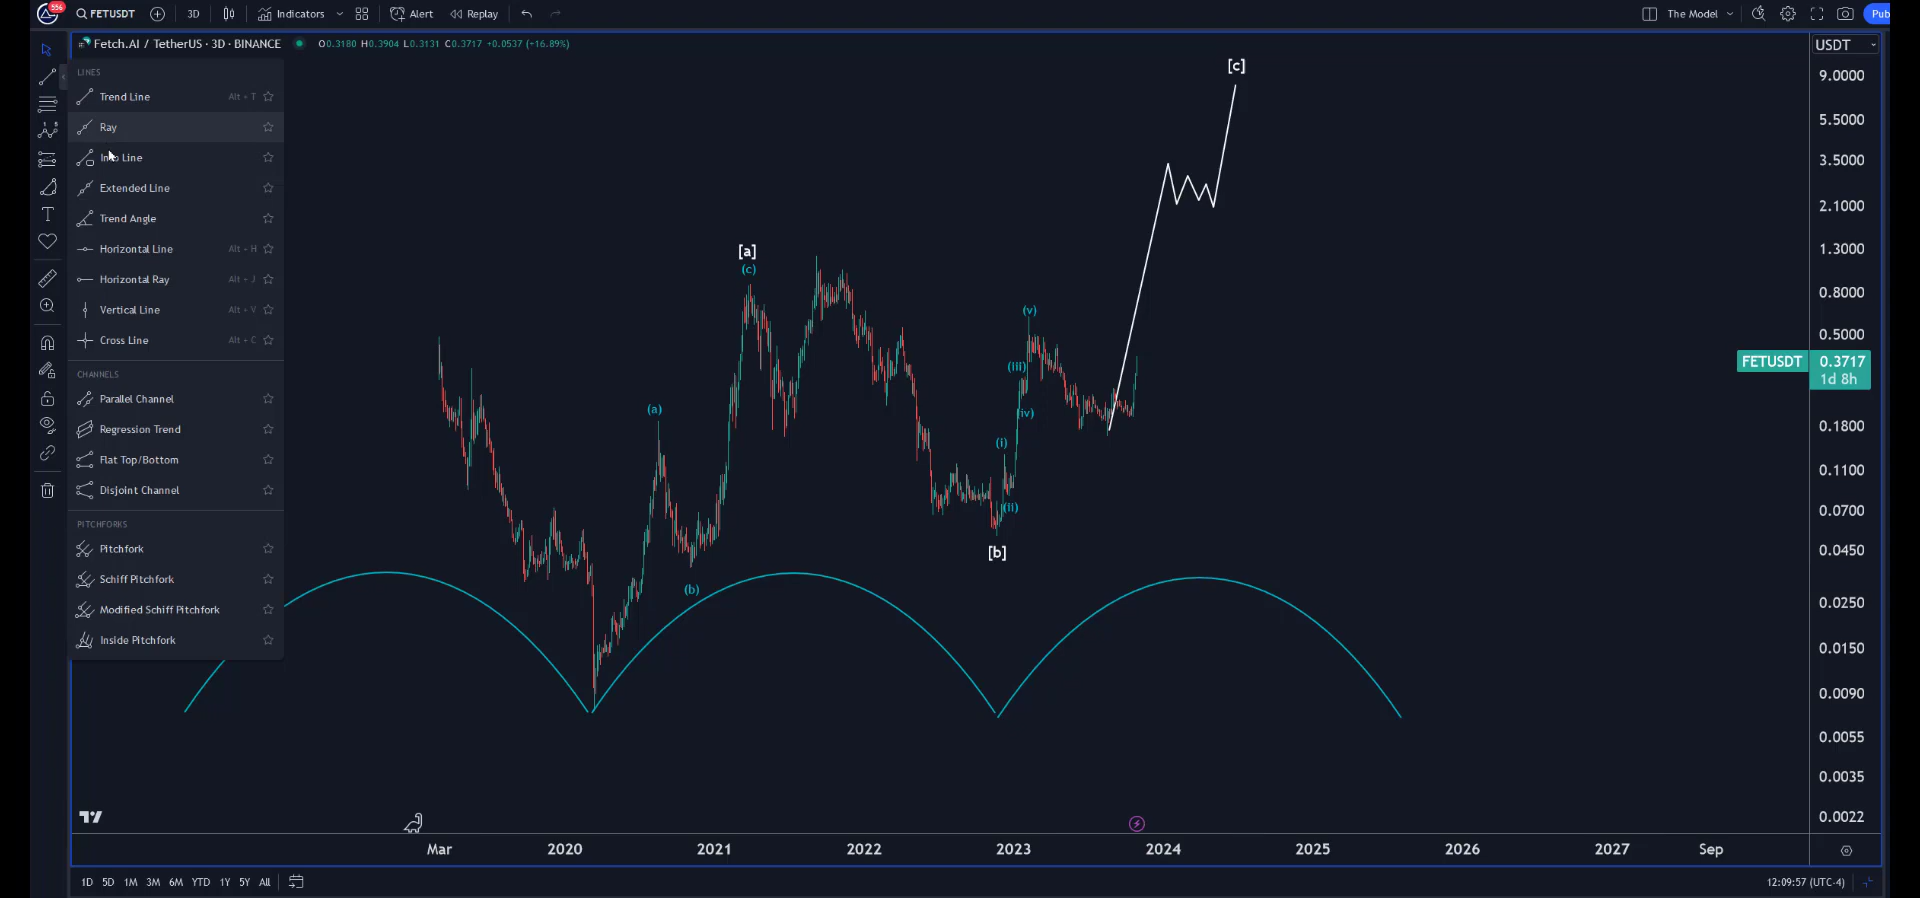 556
FETUSDT
3D
Indicators
Alert
Replay
The Model
Pub
Fetch.AI / TetherUS · 3D · BINANCE
O0.3180 H0.3904 L0.3131 C0.3717 +0.0537 (+16.89%)
USDT
LINES
Trend Line Alt + T
Ray
Line
Extended Line
Trend Angle
Horizontal Line Alt + H
Horizontal Ray Alt + J
Vertical Line Alt + V
Cross Line Alt + C
CHANNELS
Parallel Channel
Regression Trend
Flat Top/Bottom
Disjoint Channel
PITCHFORKS
Pitchfork
Schiff Pitchfork
Modified Schiff Pitchfork
Inside Pitchfork
[c]
[a]
(c)
(v)
(iii)
(a)
(iv)
(i)
(ii)
[b]
(b)
9.0000
5.5000
3.5000
2.1000
1.3000
0.8000
0.5000
FETUSDT 0.3717
1d 8h
0.1800
0.1100
0.0700
0.0450
0.0250
0.0150
0.0090
0.0055
0.0035
0.0022
Mar 2020 2021 2022 2023 2024 2025 2026 2027 Sep
1D 5D 1M 3M 6M YTD 1Y 5Y All
12:09:57 (UTC-4)